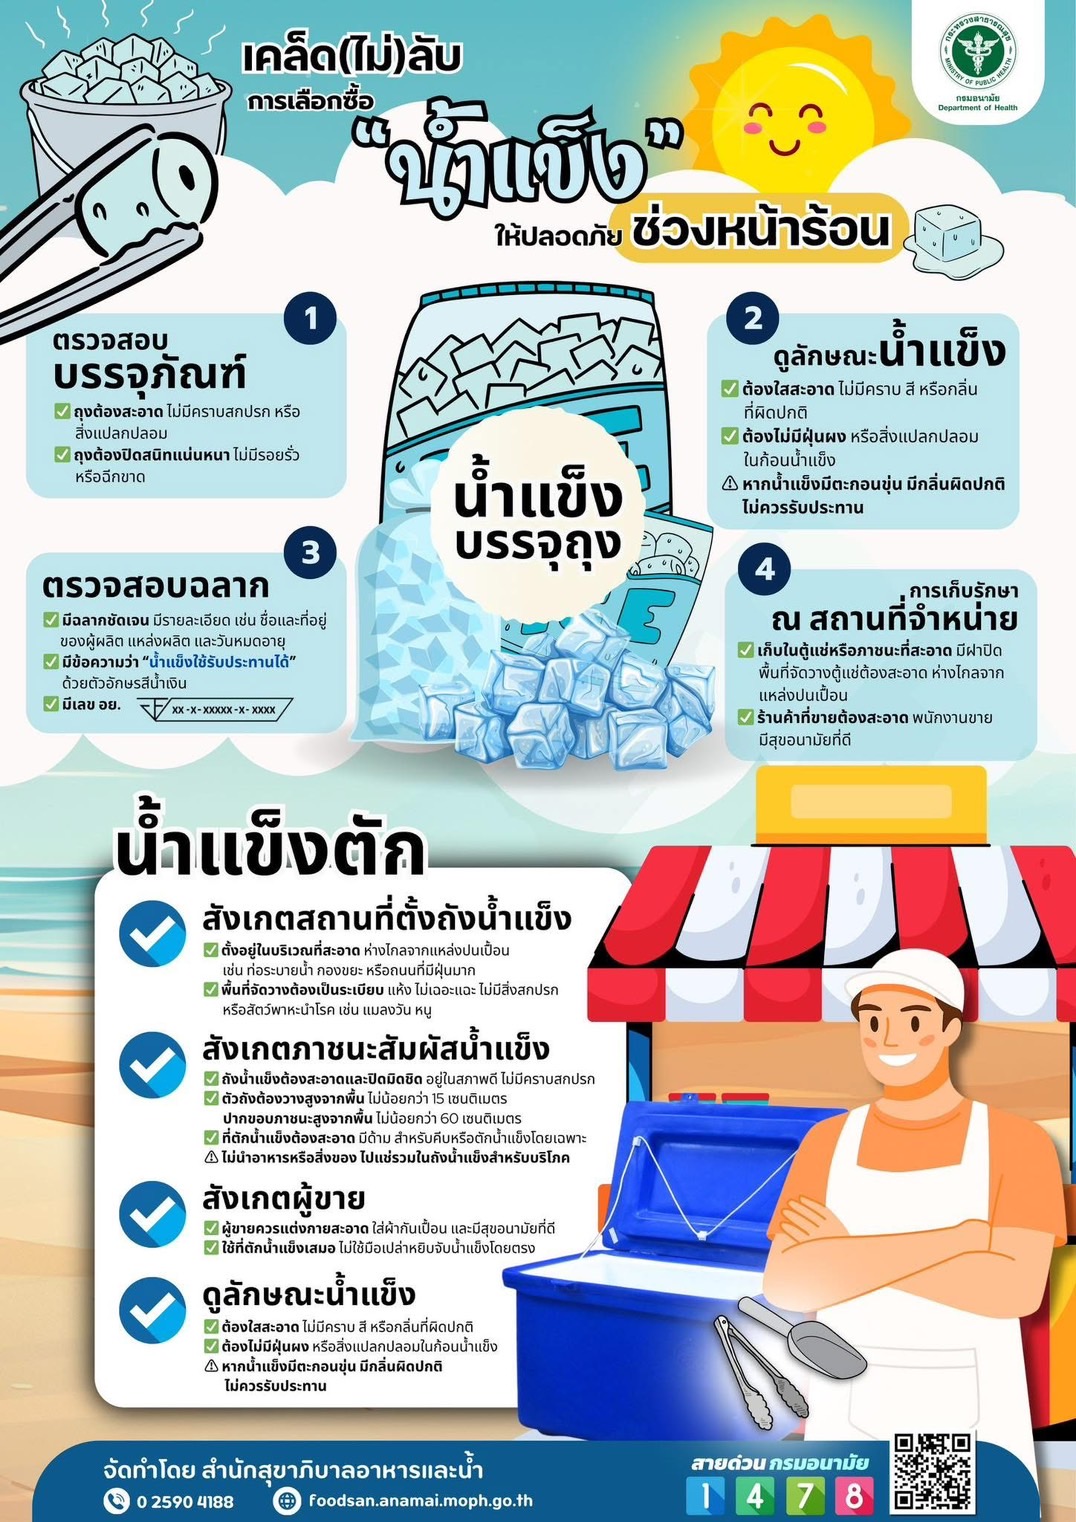 เคล็ด(ไม่)ลับ
การเลือกซื้อ
“น้ำแข็ง”
ให้ปลอดภัย ช่วงหน้าร้อน
กระทรวงสาธารณสุข
MINISTRY OF PUBLIC HEALTH
กรมอนามัย
Department of Health
1
ตรวจสอบ
บรรจุภัณฑ์
ถุงต้องสะอาด ไม่มีคราบสกปรก หรือ
สิ่งแปลกปลอม
ถุงต้องปิดสนิทแน่นหนา ไม่มีรอยรั่ว
หรือฉีกขาด
2
ดูลักษณะน้ำแข็ง
ต้องใสสะอาด ไม่มีคราบ สี หรือกลิ่น
ที่ผิดปกติ
ต้องไม่มีฝุ่นผง หรือสิ่งแปลกปลอม
ในก้อนน้ำแข็ง
หากน้ำแข็งมีตะกอนขุ่น มีกลิ่นผิดปกติ
ไม่ควรรับประทาน
น้ำแข็ง
บรรจุถุง
3
ตรวจสอบฉลาก
มีฉลากชัดเจน มีรายละเอียด เช่น ชื่อและที่อยู่
ของผู้ผลิต แหล่งผลิต และวันหมดอายุ
มีข้อความว่า “น้ำแข็งใช้รับประทานได้”
ด้วยตัวอักษรสีน้ำเงิน
มีเลข อย. xx-x-xxxxx-x-xxxx
4
การเก็บรักษา
ณ สถานที่จำหน่าย
เก็บในตู้แช่หรือภาชนะที่สะอาด มีฝาปิด
พื้นที่จัดวางตู้แช่ต้องสะอาด ห่างไกลจาก
แหล่งปนเปื้อน
ร้านค้าที่ขายต้องสะอาด พนักงานขาย
มีสุขอนามัยที่ดี
น้ำแข็งตัก
สังเกตสถานที่ตั้งถังน้ำแข็ง
ตั้งอยู่ในบริเวณที่สะอาด ห่างไกลจากแหล่งปนเปื้อน
เช่น ท่อระบายน้ำ กองขยะ หรือถนนที่มีฝุ่นมาก
พื้นที่จัดวางต้องเป็นระเบียบ แห้ง ไม่เฉอะแฉะ ไม่มีสิ่งสกปรก
หรือสัตว์พาหะนำโรค เช่น แมลงวัน หนู
สังเกตภาชนะสัมผัสน้ำแข็ง
ถังน้ำแข็งต้องสะอาดและปิดมิดชิด อยู่ในสภาพดี ไม่มีคราบสกปรก
ตัวถังต้องวางสูงจากพื้น ไม่น้อยกว่า 15 เซนติเมตร
ปากขอบภาชนะสูงจากพื้น ไม่น้อยกว่า 60 เซนติเมตร
ที่ตักน้ำแข็งต้องสะอาด มีด้าม สำหรับคีบหรือตักน้ำแข็งโดยเฉพาะ
ไม่นำอาหารหรือสิ่งของ ไปแช่รวมในถังน้ำแข็งสำหรับบริโภค
สังเกตผู้ขาย
ผู้ขายควรแต่งกายสะอาด ใส่ผ้ากันเปื้อน และมีสุขอนามัยที่ดี
ใช้ที่ตักน้ำแข็งเสมอ ไม่ใช้มือเปล่าหยิบจับน้ำแข็งโดยตรง
ดูลักษณะน้ำแข็ง
ต้องใสสะอาด ไม่มีคราบ สี หรือกลิ่นที่ผิดปกติ
ต้องไม่มีฝุ่นผง หรือสิ่งแปลกปลอมในก้อนน้ำแข็ง
หากน้ำแข็งมีตะกอนขุ่น มีกลิ่นผิดปกติ
ไม่ควรรับประทาน
จัดทำโดย สำนักสุขาภิบาลอาหารและน้ำ
0 2590 4188 foodsan.anamai.moph.go.th
สายด่วน กรมอนามัย
1 4 7 8